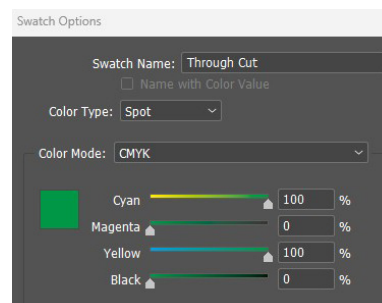 Swatch Options
Swatch Name: Through Cut
Name with Color Value
Color Type: Spot
Color Mode: CMYK
Cyan 100 %
Magenta 0 %
Yellow 100 %
Black 0 %